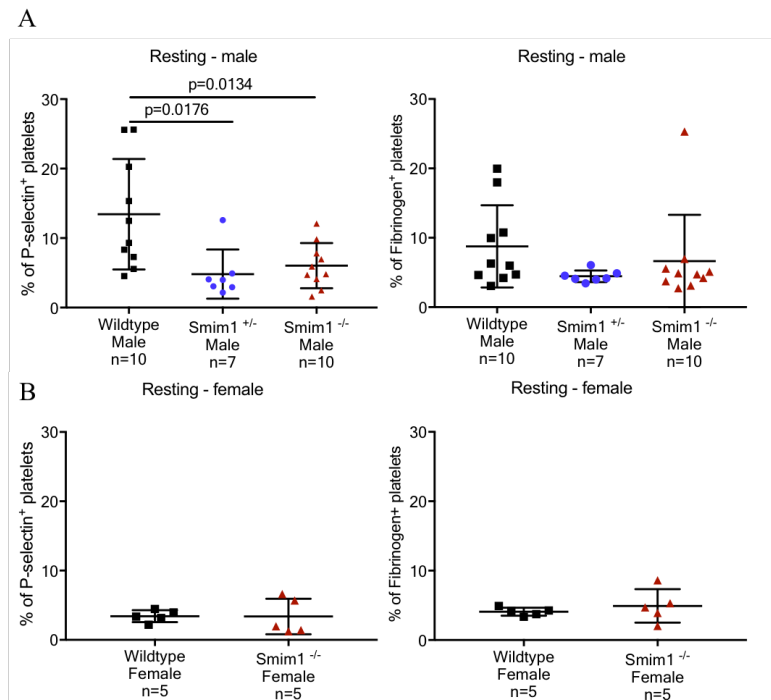 A
Resting - male
p=0.0134
p=0.0176
% of P-selectin+ platelets
30
20
10
0
Wildtype
Male
n=10
Smim1 +/-
Male
n=7
Smim1 -/-
Male
n=10
Resting - male
% of Fibrinogen+ platelets
30
20
10
0
Wildtype
Male
n=10
Smim1 +/-
Male
n=7
Smim1 -/-
Male
n=10
B
Resting - female
% of P-selectin+ platelets
30
20
10
0
Wildtype
Female
n=5
Smim1 -/-
Female
n=5
Resting - female
% of Fibrinogen+ platelets
30
20
10
0
Wildtype
Female
n=5
Smim1 -/-
Female
n=5